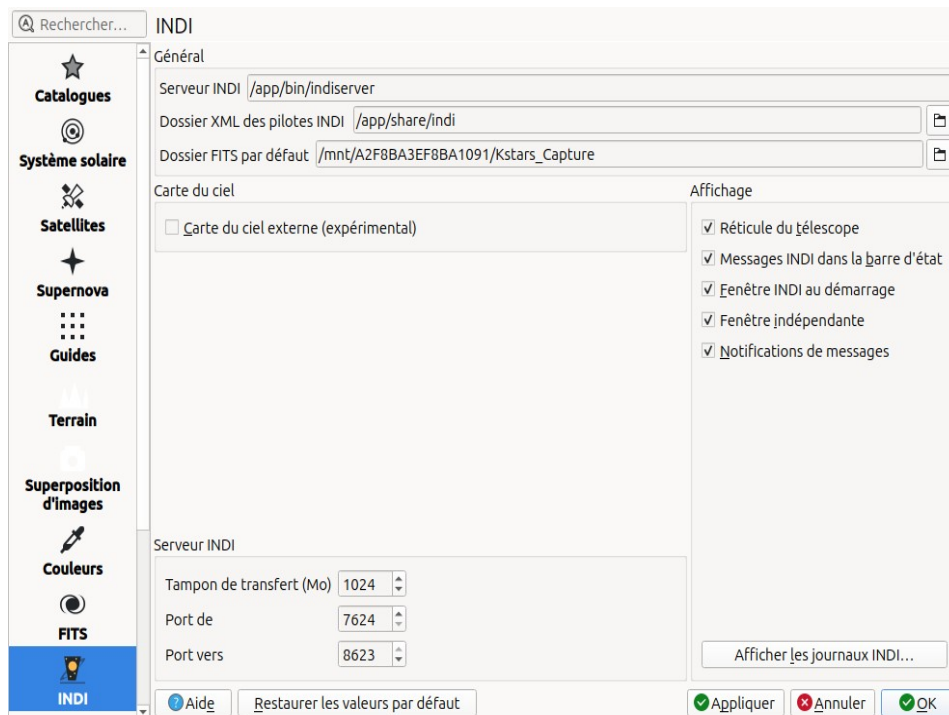 Rechercher...
INDI
Catalogues
Système solaire
Satellites
Supernova
Guides
Terrain
Superposition
d'images
Couleurs
FITS
INDI
Général
Serveur INDI /app/bin/indiserver
Dossier XML des pilotes INDI /app/share/indi
Dossier FITS par défaut /mnt/A2F8BA3EF8BA1091/Kstars_Capture
Carte du ciel
Carte du ciel externe (expérimental)
Affichage
Réticule du télescope
Messages INDI dans la barre d'état
Fenêtre INDI au démarrage
Fenêtre indépendante
Notifications de messages
Serveur INDI
Tampon de transfert (Mo) 1024
Port de 7624
Port vers 8623
Afficher les journaux INDI...
Aide
Restaurer les valeurs par défaut
Appliquer
Annuler
OK